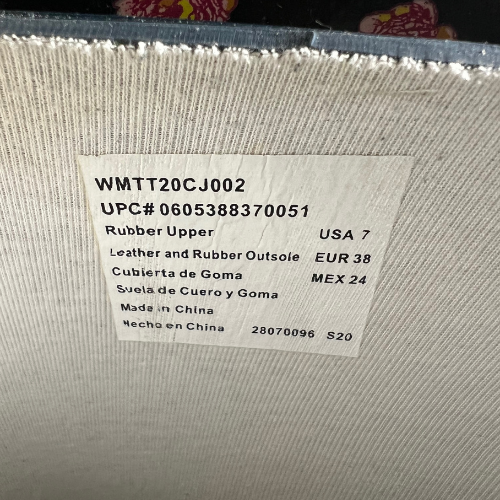 WMTT20CJ002
UPC# 0605388370051
Rubber Upper USA 7
Leather and Rubber Outsole EUR 38
Cubierta de Goma MEX 24
Suela de Cuero y Goma
Made in China
Hecho en China 28070096 S20